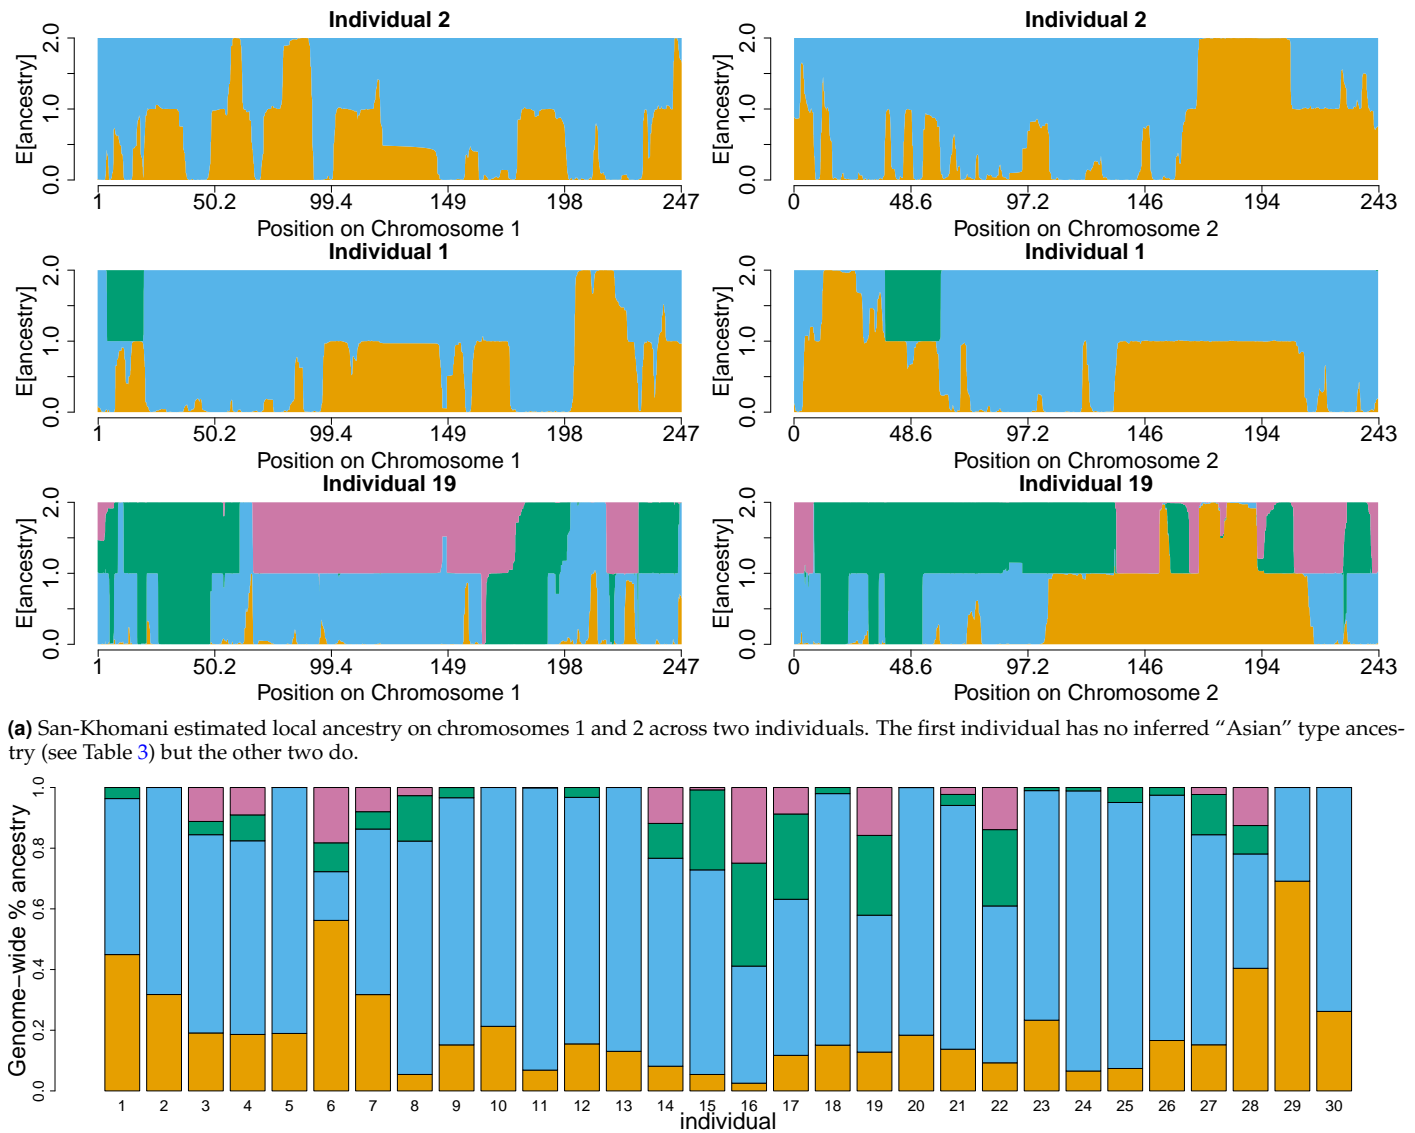 Individual 2
E[ancestry]
0.0 1.0 2.0
1 50.2 99.4 149 198 247
Position on Chromosome 1
Individual 2
E[ancestry]
0.0 1.0 2.0
0 48.6 97.2 146 194 243
Position on Chromosome 2
Individual 1
E[ancestry]
0.0 1.0 2.0
1 50.2 99.4 149 198 247
Position on Chromosome 1
Individual 1
E[ancestry]
0.0 1.0 2.0
0 48.6 97.2 146 194 243
Position on Chromosome 2
Individual 19
E[ancestry]
0.0 1.0 2.0
1 50.2 99.4 149 198 247
Position on Chromosome 1
Individual 19
E[ancestry]
0.0 1.0 2.0
0 48.6 97.2 146 194 243
Position on Chromosome 2
(a) San-Khomani estimated local ancestry on chromosomes 1 and 2 across two individuals. The first individual has no inferred “Asian” type ances-
try (see Table 3) but the other two do.
Genome−wide % ancestry
0.0 0.2 0.4 0.6 0.8 1.0
1 2 3 4 5 6 7 8 9 10 11 12 13 14 15 16 17 18 19 20 21 22 23 24 25 26 27 28 29 30
individual